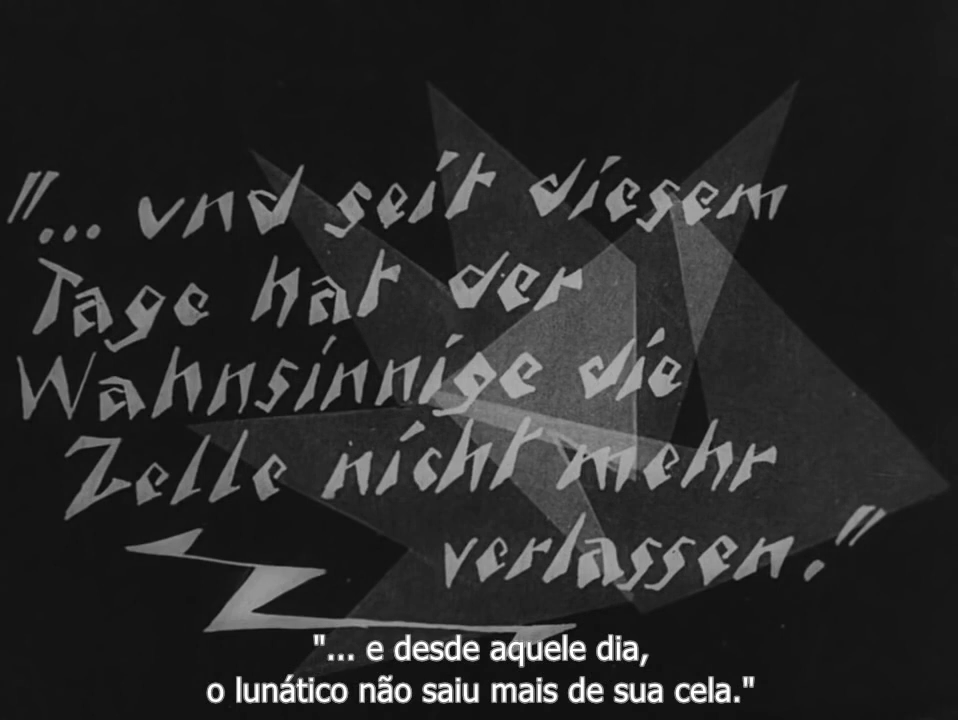 "... vnd seit diesem
Tage hat der
Wahnsinnige die
Zelle nicht mehr
verlassen."
"... e desde aquele dia,
o lunático não saiu mais de sua cela."